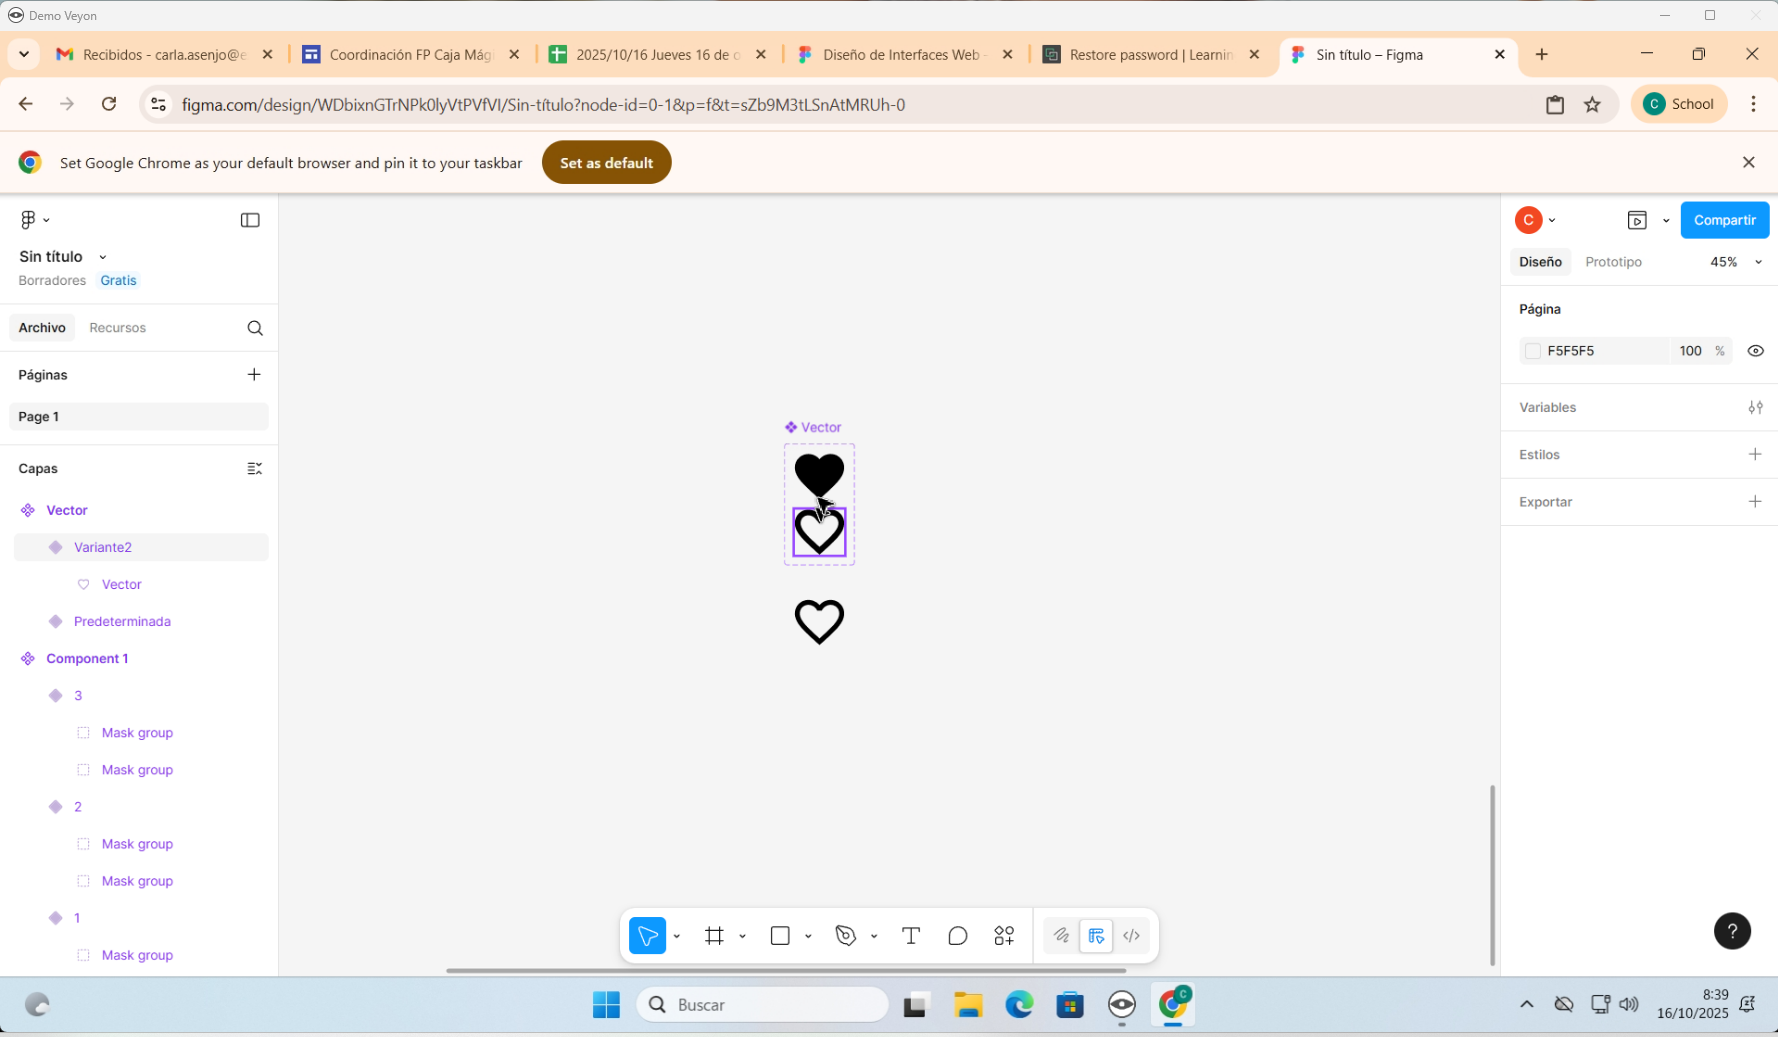 Demo Veyon
Recibidos - carla.asenjo@e
Coordinación FP Caja Mág
2025/10/16 Jueves 16 de o
Diseño de Interfaces Web -
Restore password | Learnin
Sin título – Figma
figma.com/design/WDbixnGTrNPk0lyVtPVfVI/Sin-título?node-id=0-1&p=f&t=sZb9M3tLSnAtMRUh-0
C School
Set Google Chrome as your default browser and pin it to your taskbar
Set as default
Sin título
Borradores Gratis
Archivo Recursos
Páginas
Page 1
Capas
Vector
Variante2
Vector
Predeterminada
Component 1
3
Mask group
Mask group
2
Mask group
Mask group
1
Mask group
Vector
C
Compartir
Diseño Prototipo 45%
Página
F5F5F5 100 %
Variables
Estilos
Exportar
?
Buscar
C
8:39
16/10/2025